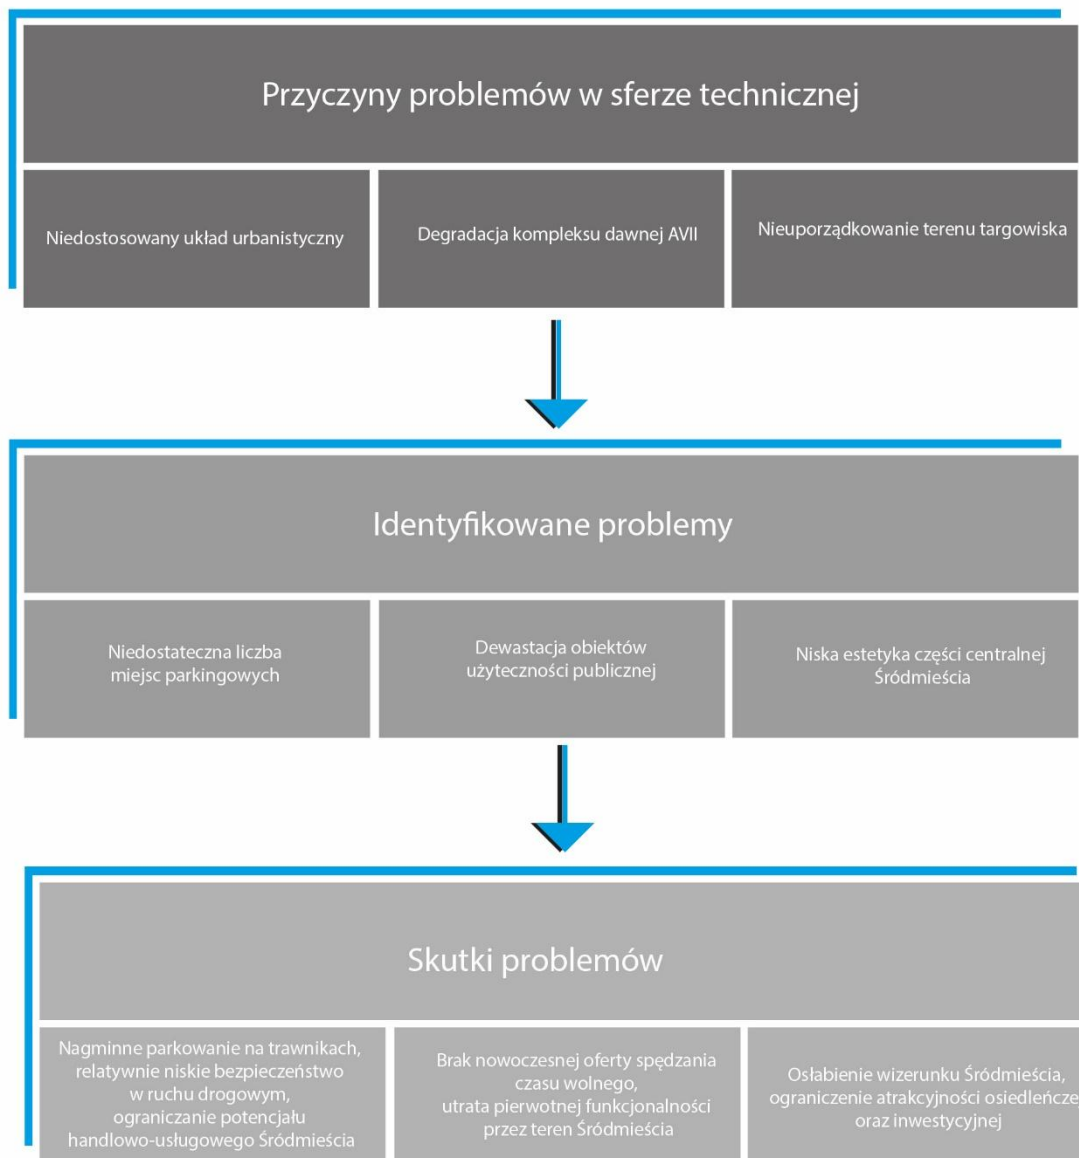 Przyczyny problemów w sferze technicznej
Niedostosowany układ urbanistyczny
Degradacja kompleksu dawnej AVII
Nieuporządkowanie terenu targowiska
Identyfikowane problemy
Niedostateczna liczba
miejsc parkingowych
Dewastacja obiektów
użyteczności publicznej
Niska estetyka części centralnej
Śródmieścia
Skutki problemów
Nagminne parkowanie na trawnikach,
relatywnie niskie bezpieczeństwo
w ruchu drogowym,
ograniczanie potencjału
handlowo-usługowego Śródmieścia
Brak nowoczesnej oferty spędzania
czasu wolnego,
utrata pierwotnej funkcjonalności
przez teren Śródmieścia
Osłabienie wizerunku Śródmieścia,
ograniczenie atrakcyjności osiedleńcze
oraz inwestycyjnej